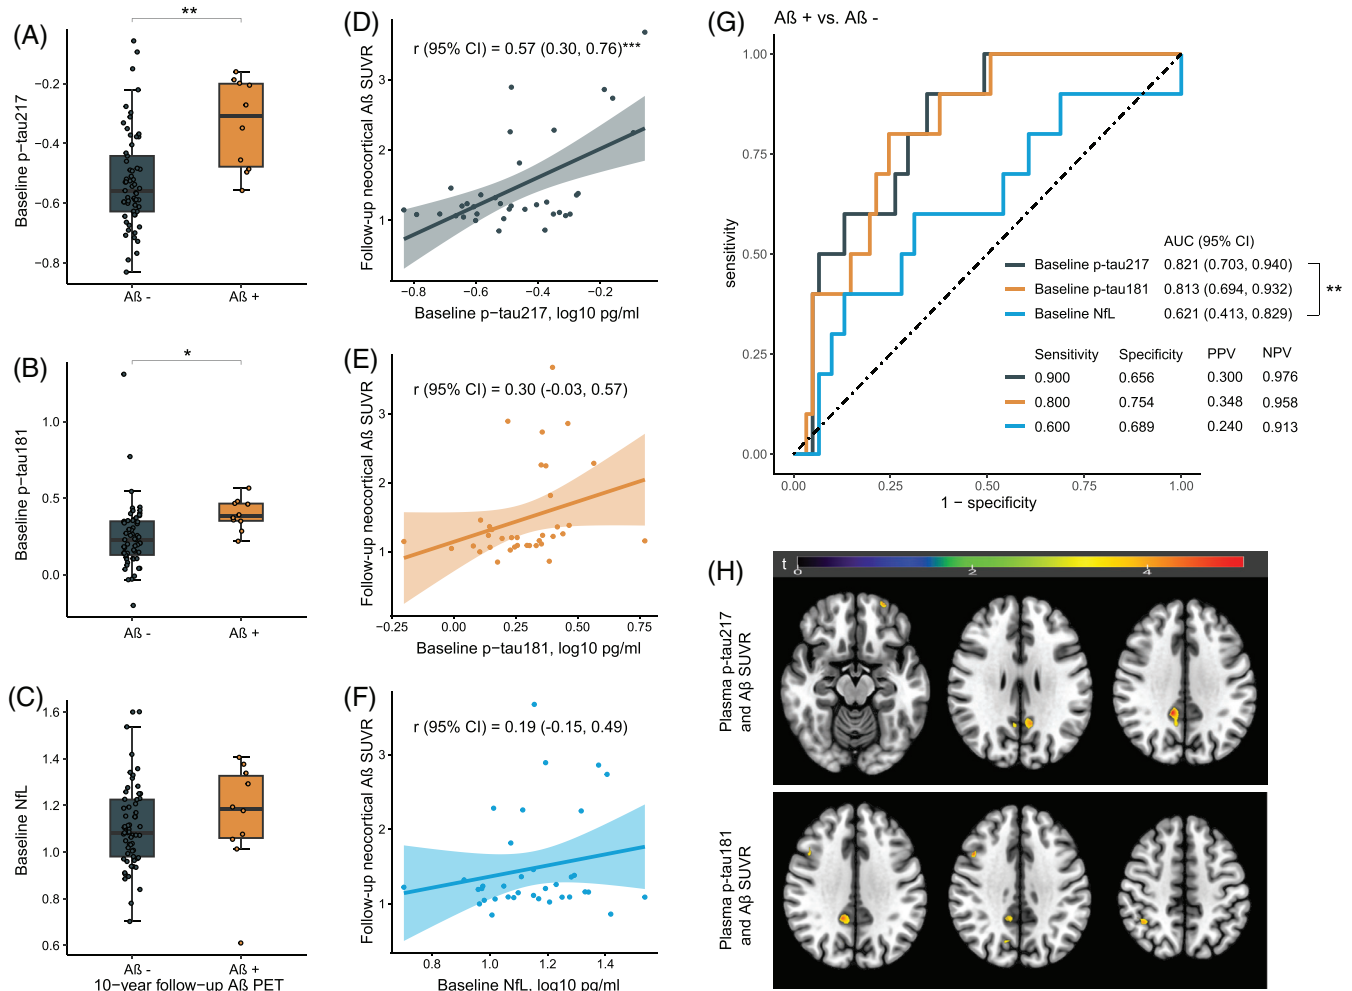 (A)
**
Baseline p−tau217
−0.2
−0.4
−0.6
−0.8
Aß -
Aß +
(B)
*
Baseline p−tau181
1.0
0.5
0.0
Aß -
Aß +
(C)
Baseline NfL
1.6
1.4
1.2
1.0
0.8
0.6
Aß -
Aß +
10−year follow−up Aß PET
(D)
r (95% CI) = 0.57 (0.30, 0.76)***
Follow−up neocortical Aß SUVR
3
2
1
−0.8
−0.6
−0.4
−0.2
Baseline p−tau217, log10 pg/ml
(E)
r (95% CI) = 0.30 (-0.03, 0.57)
Follow−up neocortical Aß SUVR
3
2
1
−0.25
0.00
0.25
0.50
0.75
Baseline p−tau181, log10 pg/ml
(F)
r (95% CI) = 0.19 (-0.15, 0.49)
Follow−up neocortical Aß SUVR
3
2
1
0.8
1.0
1.2
1.4
Baseline NfL, log10 pg/ml
(G)
Aß + vs. Aß -
sensitivity
1.00
0.75
0.50
0.25
0.00
0.00
0.25
0.50
0.75
1.00
1 − specificity
AUC (95% CI)
Baseline p−tau217 0.821 (0.703, 0.940)
Baseline p−tau181 0.813 (0.694, 0.932)
Baseline NfL 0.621 (0.413, 0.829)
**
Sensitivity Specificity PPV NPV
0.900 0.656 0.300 0.976
0.800 0.754 0.348 0.958
0.600 0.689 0.240 0.913
(H)
t
0
2
4
Plasma p−tau217
and Aβ SUVR
Plasma p−tau181
and Aβ SUVR